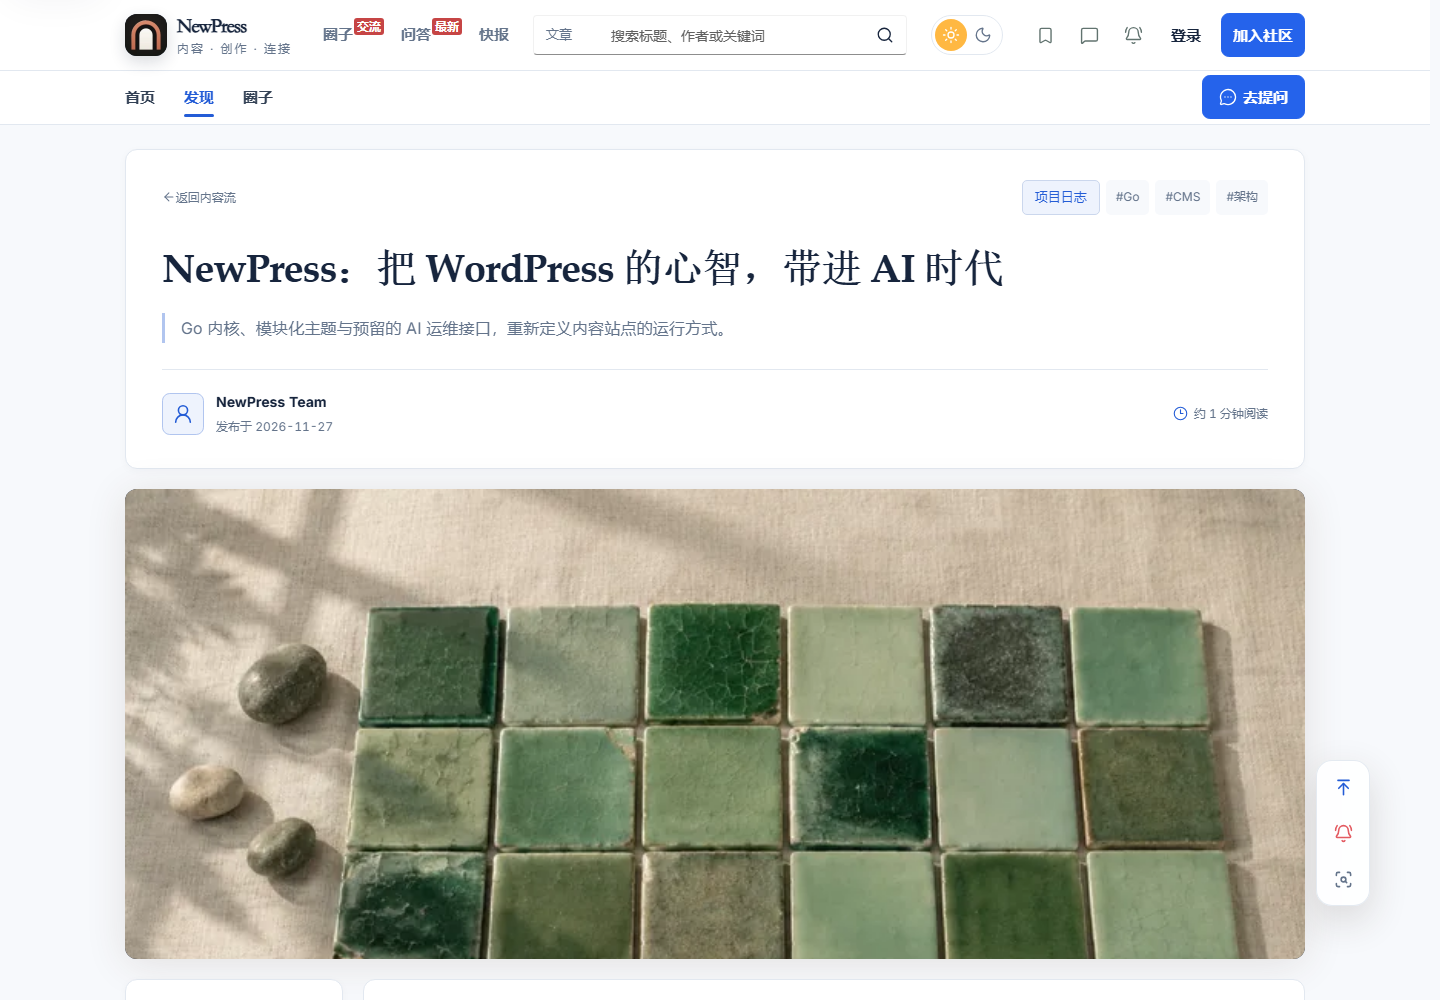 NewPress
内容 · 创作 · 连接
圈子 交流
问答 最新
快报
文章
搜索标题、作者或关键词
登录
加入社区
首页
发现
圈子
去提问
返回内容流
项目日志
#Go
#CMS
#架构
NewPress：把 WordPress 的心智，带进 AI 时代
Go 内核、模块化主题与预留的 AI 运维接口，重新定义内容站点的运行方式。
NewPress Team
发布于 2026-11-27
约 1 分钟阅读